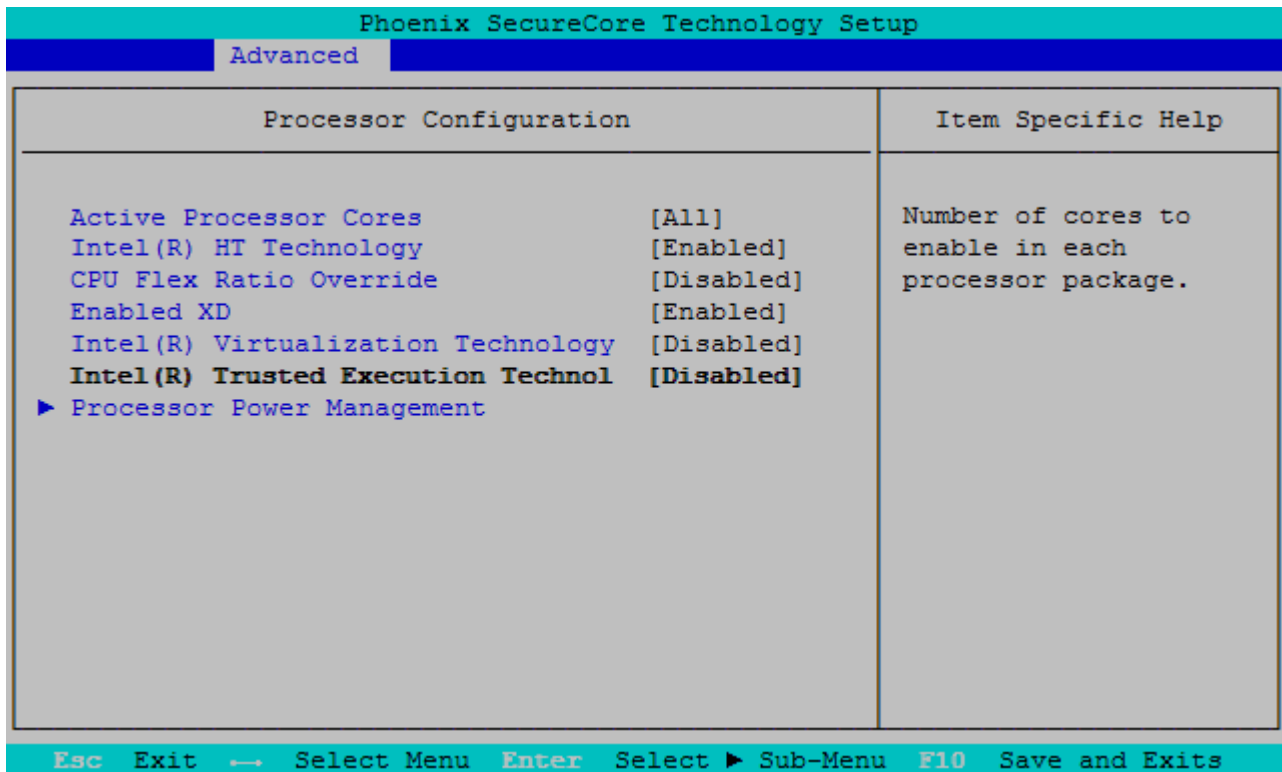 Phoenix SecureCore Technology Setup
Advanced
Processor Configuration
Active Processor Cores [All]
Intel(R) HT Technology [Enabled]
CPU Flex Ratio Override [Disabled]
Enabled XD [Enabled]
Intel(R) Virtualization Technology [Disabled]
Intel(R) Trusted Execution Technol [Disabled]
► Processor Power Management
Item Specific Help
Number of cores to
enable in each
processor package.
Esc Exit ↔ Select Menu Enter Select ► Sub-Menu F10 Save and Exits